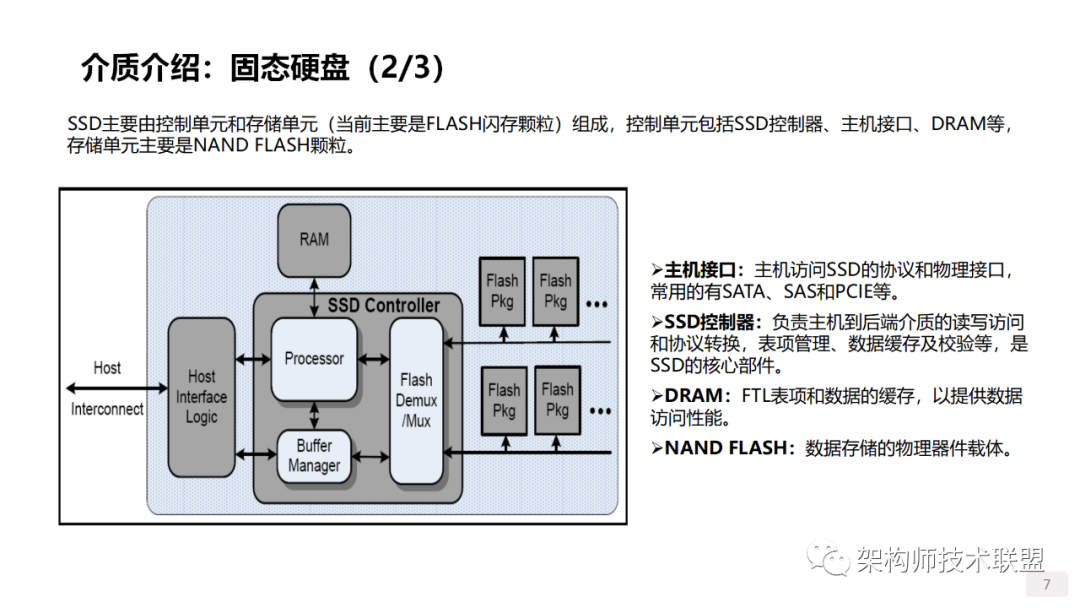 介质介绍：固态硬盘（2/3）
SSD主要由控制单元和存储单元（当前主要是FLASH闪存颗粒）组成，控制单元包括SSD控制器、主机接口、DRAM等，
存储单元主要是NAND FLASH颗粒。
RAM
SSD Controller
Flash
Pkg
Flash
Pkg
•••
Processor
Host
Interconnect
Host
Interface
Logic
Flash
Demux
/Mux
Flash
Pkg
Flash
Pkg
•••
Buffer
Manager
➢主机接口：主机访问SSD的协议和物理接口，
常用的有SATA、SAS和PCIE等。
➢SSD控制器：负责主机到后端介质的读写访问
和协议转换，表项管理、数据缓存及校验等，是
SSD的核心部件。
➢DRAM：FTL表项和数据的缓存，以提供数据
访问性能。
➢NAND FLASH：数据存储的物理器件载体。
架构师技术联盟
7